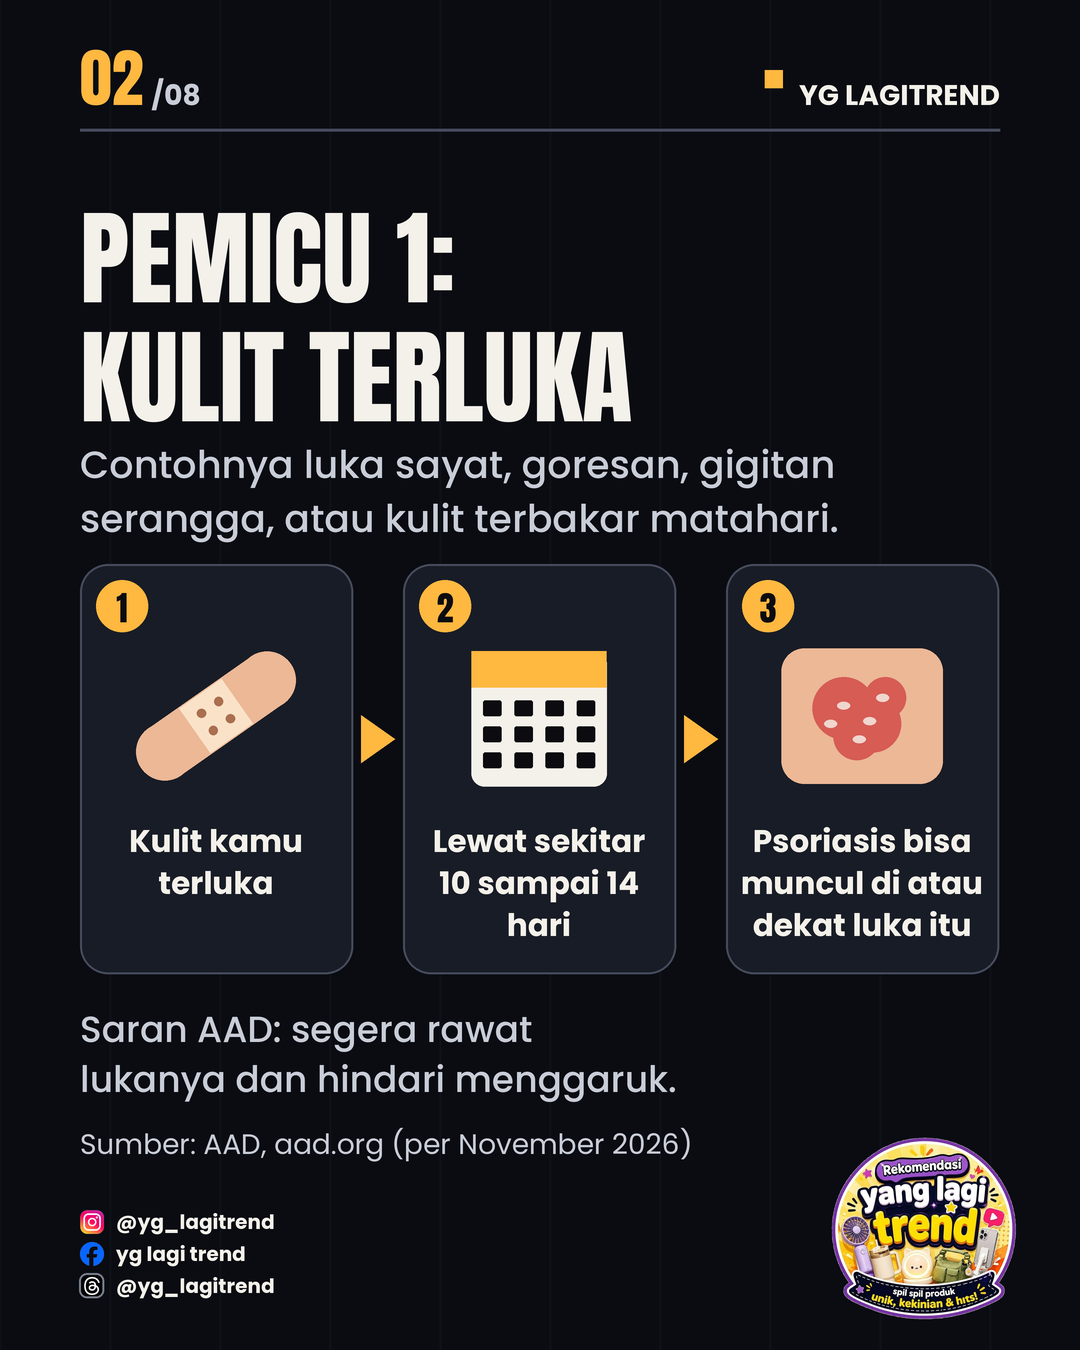 02 /08
YG LAGITREND
PEMICU 1:
KULIT TERLUKA
Contohnya luka sayat, goresan, gigitan
serangga, atau kulit terbakar matahari.
1
Kulit kamu
terluka
2
Lewat sekitar
10 sampai 14
hari
3
Psoriasis bisa
muncul di atau
dekat luka itu
Saran AAD: segera rawat
lukanya dan hindari menggaruk.
Sumber: AAD, aad.org (per November 2026)
@yg_lagitrend
yg lagi trend
@yg_lagitrend
Rekomendasi
yang lagi
trend
spil spil produk
unik, kekinian & hits!